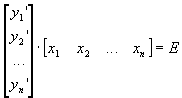 y₁'
y₂'
...
yₙ'
· [x₁ x₂ ... xₙ] = E